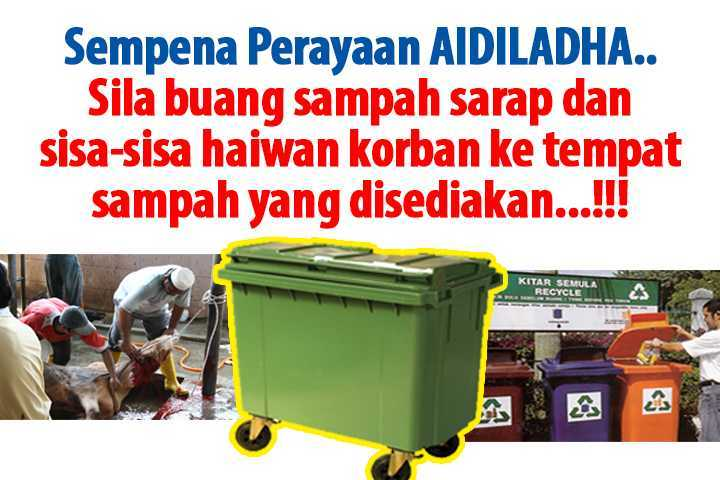 Sempena Perayaan AIDILADHA..
Sila buang sampah sarap dan
sisa-sisa haiwan korban ke tempat
sampah yang disediakan...!!!
KITAR SEMULA
RECYCLE